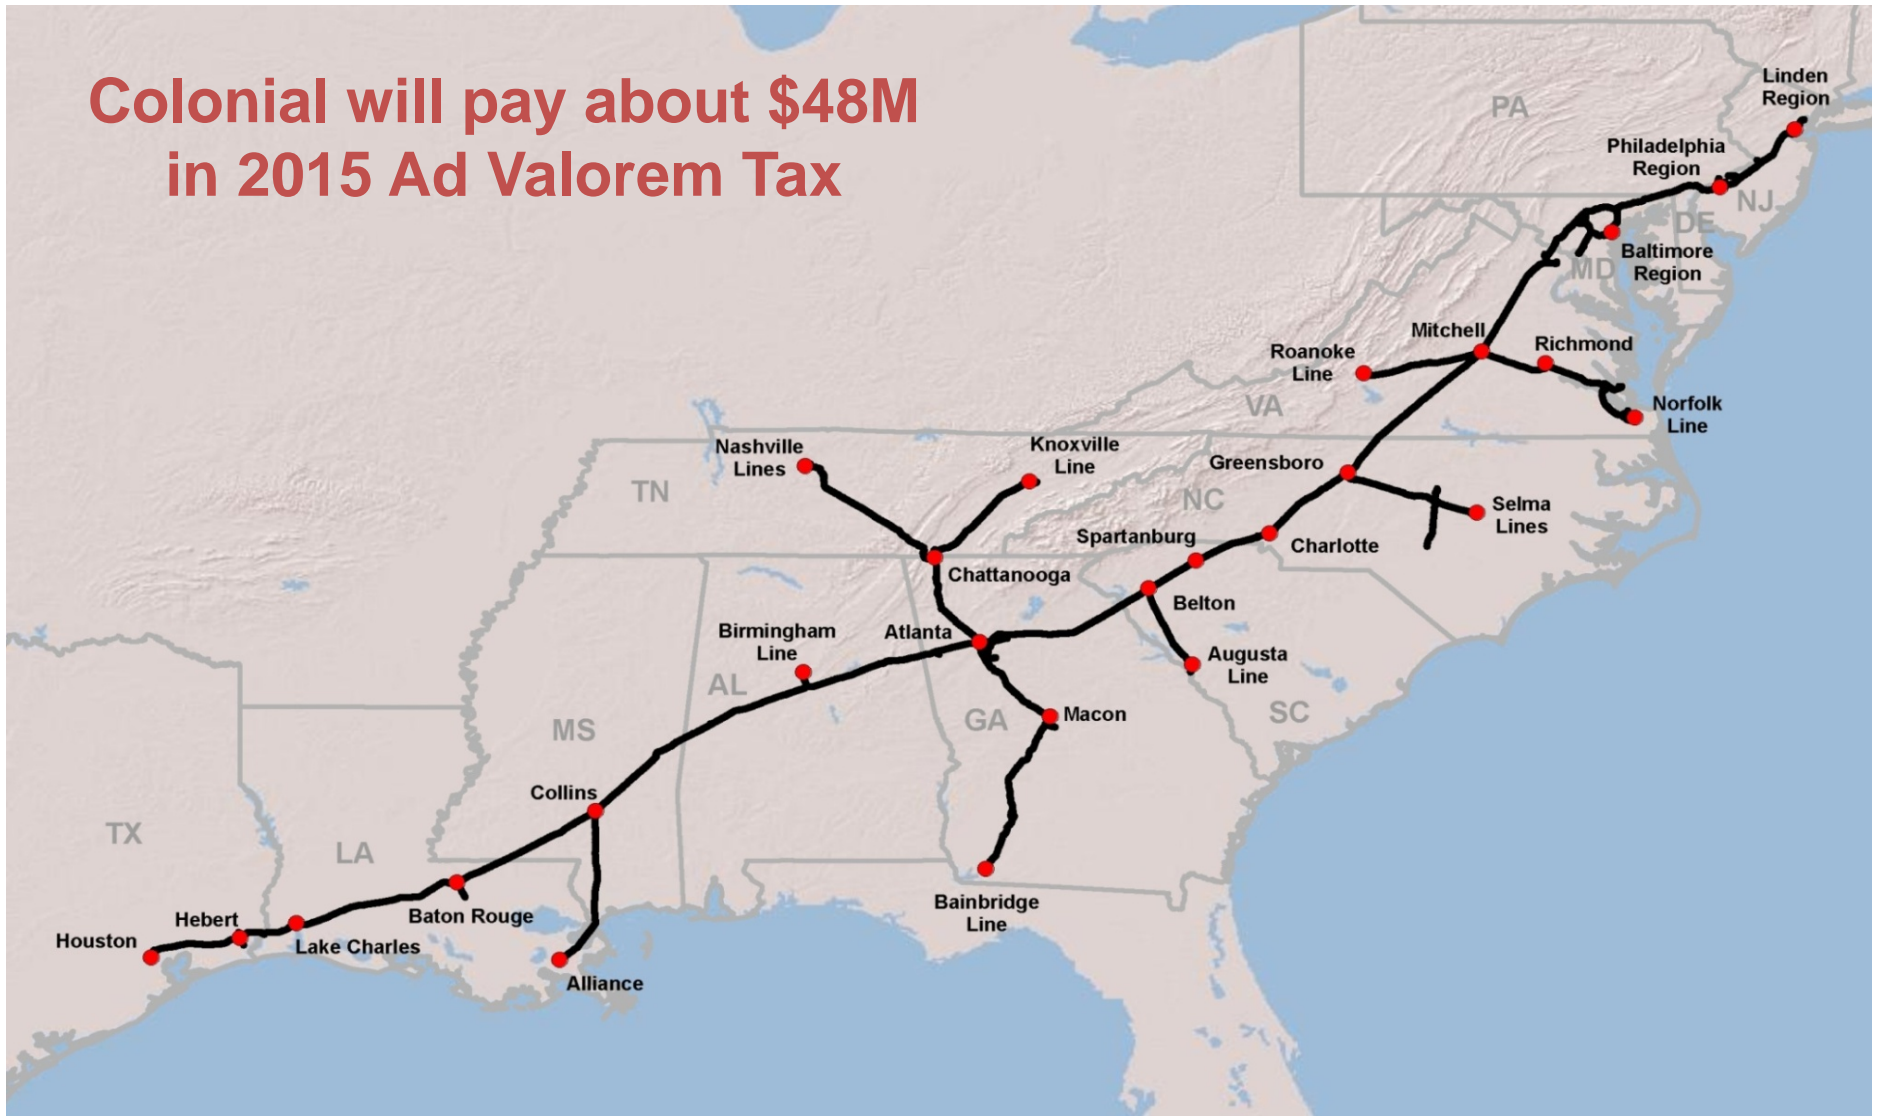 Colonial will pay about $48M
in 2015 Ad Valorem Tax
Linden
Region
PA
Philadelphia
Region
NJ
DE
Baltimore
Region
MD
Mitchell
Richmond
Roanoke
Line
VA
Norfolk
Line
Nashville
Lines
Knoxville
Line
Greensboro
TN
NC
Selma
Lines
Spartanburg
Charlotte
Chattanooga
Belton
Birmingham
Line
Atlanta
Augusta
Line
AL
GA
Macon
SC
MS
Collins
TX
LA
Baton Rouge
Bainbridge
Line
Hebert
Houston
Lake Charles
Alliance